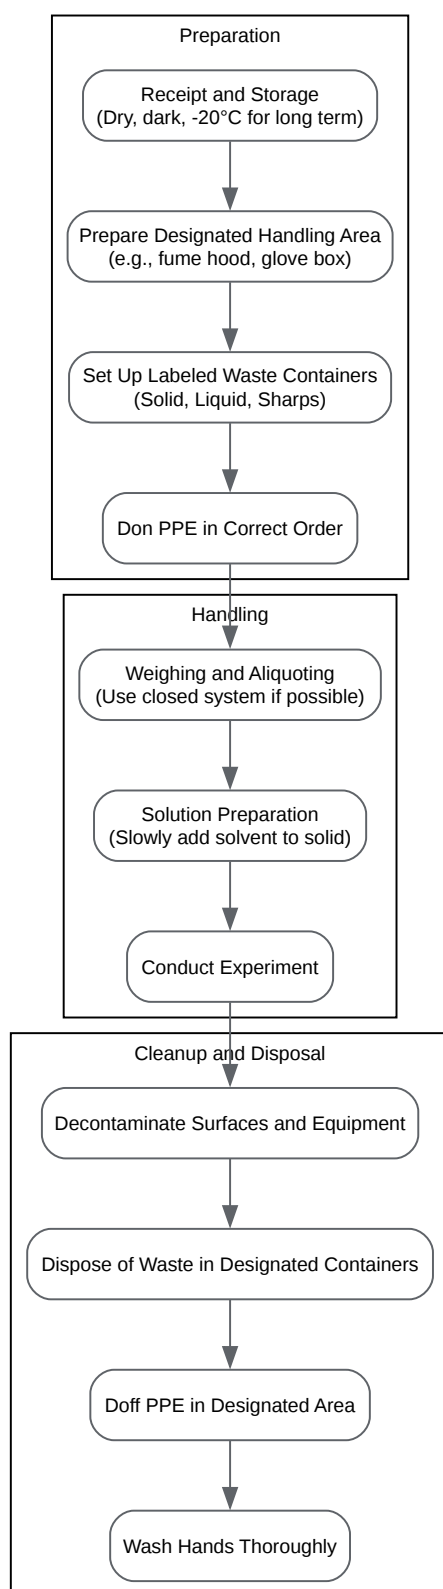 Preparation
Receipt and Storage
(Dry, dark, -20°C for long term)
Prepare Designated Handling Area
(e.g., fume hood, glove box)
Set Up Labeled Waste Containers
(Solid, Liquid, Sharps)
Don PPE in Correct Order
Handling
Weighing and Aliquoting
(Use closed system if possible)
Solution Preparation
(Slowly add solvent to solid)
Conduct Experiment
Cleanup and Disposal
Decontaminate Surfaces and Equipment
Dispose of Waste in Designated Containers
Doff PPE in Designated Area
Wash Hands Thoroughly